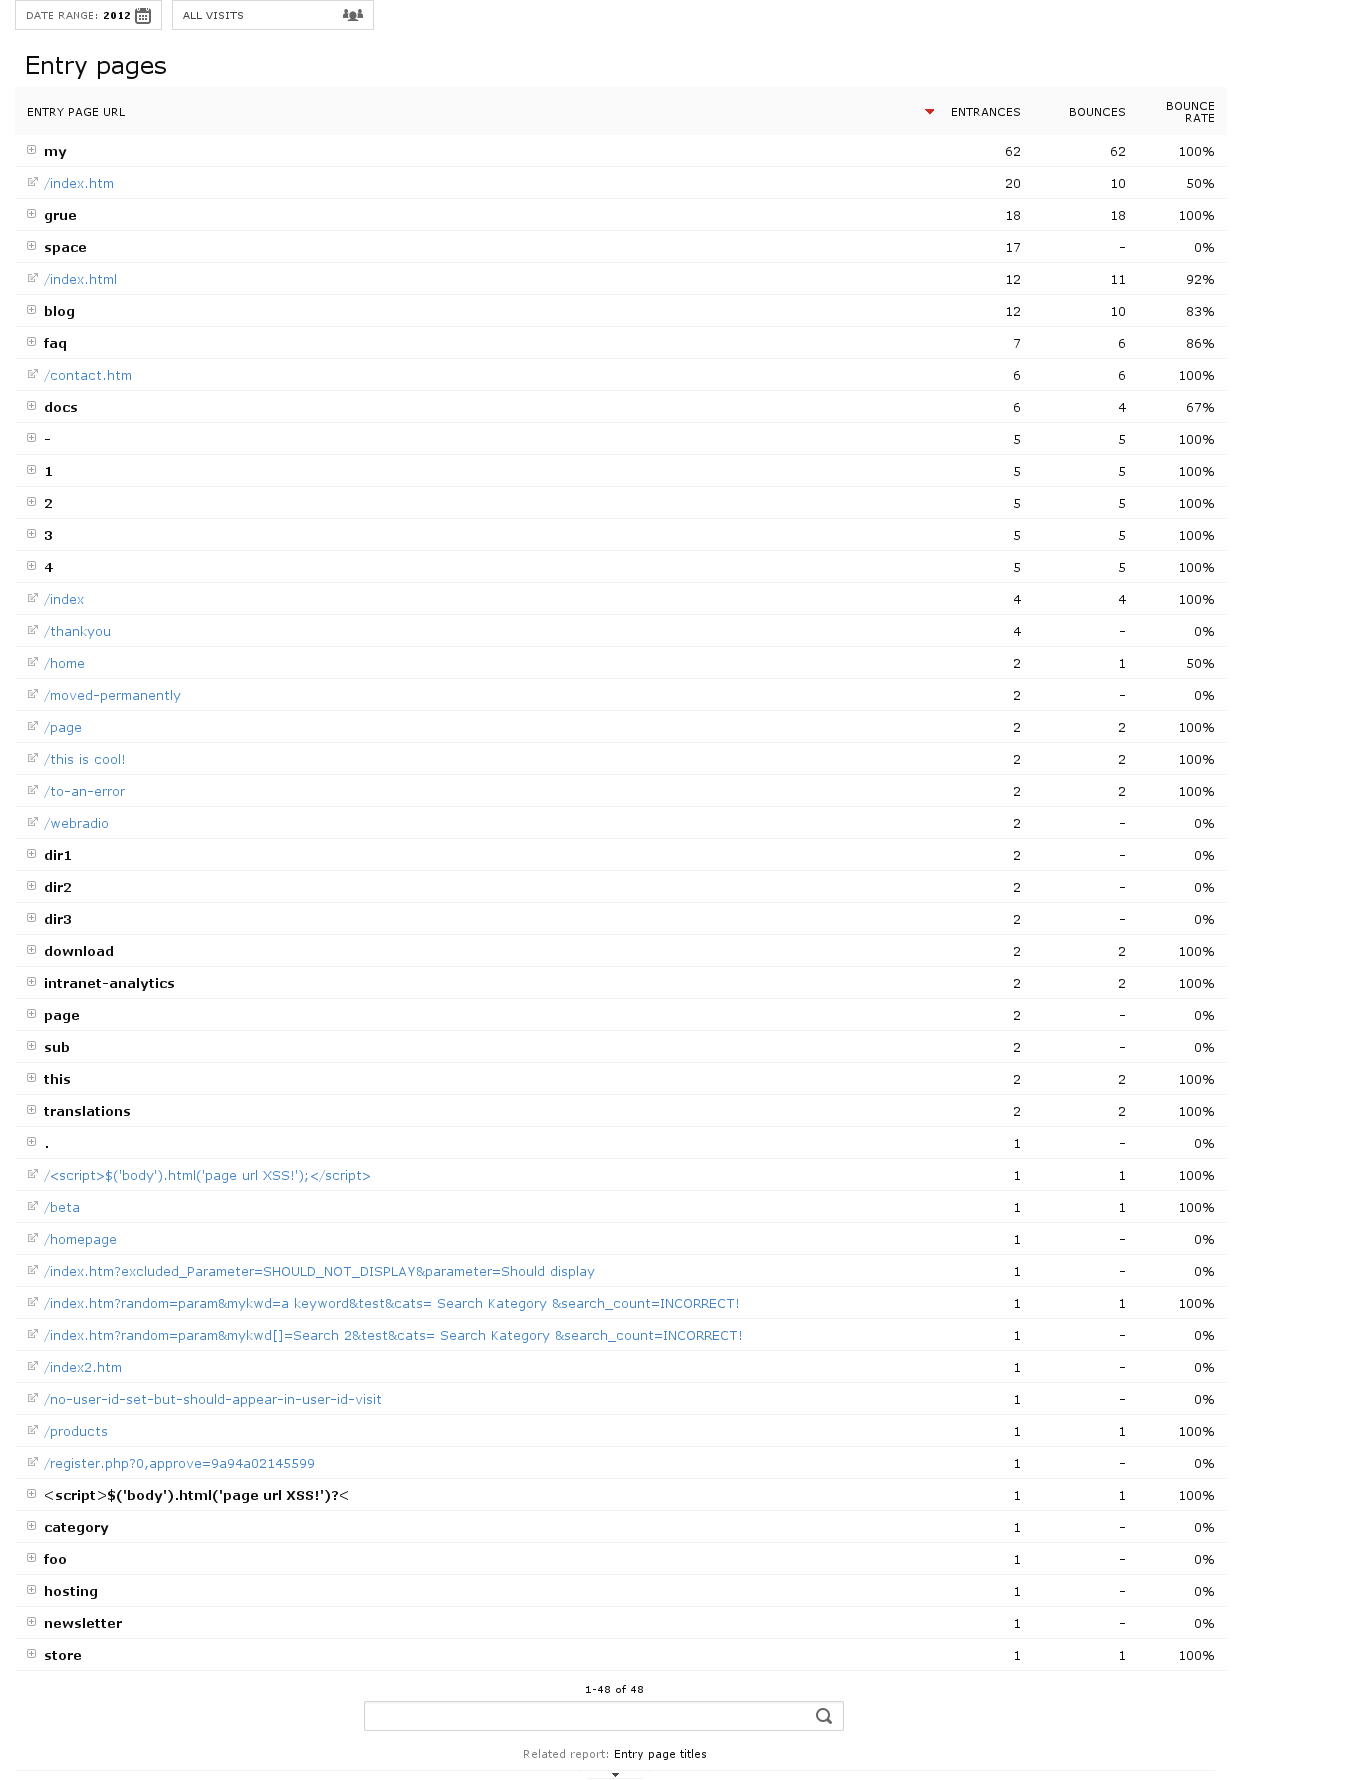 DATE RANGE: 2012 ALL VISITS
Entry pages
ENTRY PAGE URL ENTRANCES BOUNCES BOUNCE RATE
my 62 62 100%
/index.htm 20 10 50%
grue 18 18 100%
space 17 - 0%
/index.html 12 11 92%
blog 12 10 83%
faq 7 6 86%
/contact.htm 6 6 100%
docs 6 4 67%
- 5 5 100%
1 5 5 100%
2 5 5 100%
3 5 5 100%
4 5 5 100%
/index 4 4 100%
/thankyou 4 - 0%
/home 2 1 50%
/moved-permanently 2 - 0%
/page 2 2 100%
/this is cool! 2 2 100%
/to-an-error 2 2 100%
/webradio 2 - 0%
dir1 2 - 0%
dir2 2 - 0%
dir3 2 - 0%
download 2 2 100%
intranet-analytics 2 2 100%
page 2 - 0%
sub 2 - 0%
this 2 2 100%
translations 2 2 100%
. 1 - 0%
/<script>$('body').html('page url XSS!');</script> 1 1 100%
/beta 1 1 100%
/homepage 1 - 0%
/index.htm?excluded_Parameter=SHOULD_NOT_DISPLAY&parameter=Should display 1 - 0%
/index.htm?random=param&mykwd=a keyword&test&cats= Search Kategory &search_count=INCORRECT! 1 1 100%
/index.htm?random=param&mykwd[]=Search 2&test&cats= Search Kategory &search_count=INCORRECT! 1 - 0%
/index2.htm 1 - 0%
/no-user-id-set-but-should-appear-in-user-id-visit 1 - 0%
/products 1 1 100%
/register.php?0,approve=9a94a02145599 1 - 0%
<script>$('body').html('page url XSS!')?< 1 1 100%
category 1 - 0%
foo 1 - 0%
hosting 1 - 0%
newsletter 1 - 0%
store 1 1 100%
1-48 of 48
Related report: Entry page titles